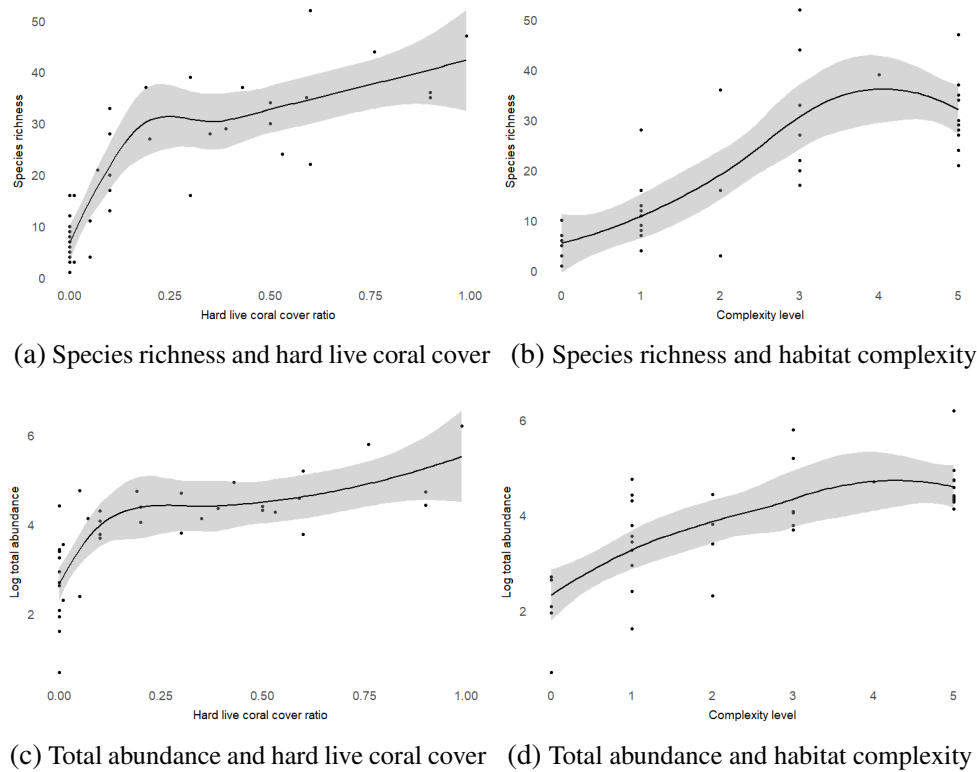 50
40
30
20
10
0
Species richness
0.00 0.25 0.50 0.75 1.00
Hard live coral cover ratio
50
40
30
20
10
0
Species richness
0 1 2 3 4 5
Complexity level
(a) Species richness and hard live coral cover
(b) Species richness and habitat complexity
6
4
2
Log total abundance
0.00 0.25 0.50 0.75 1.00
Hard live coral cover ratio
6
4
2
Log total abundance
0 1 2 3 4 5
Complexity level
(c) Total abundance and hard live coral cover
(d) Total abundance and habitat complexity